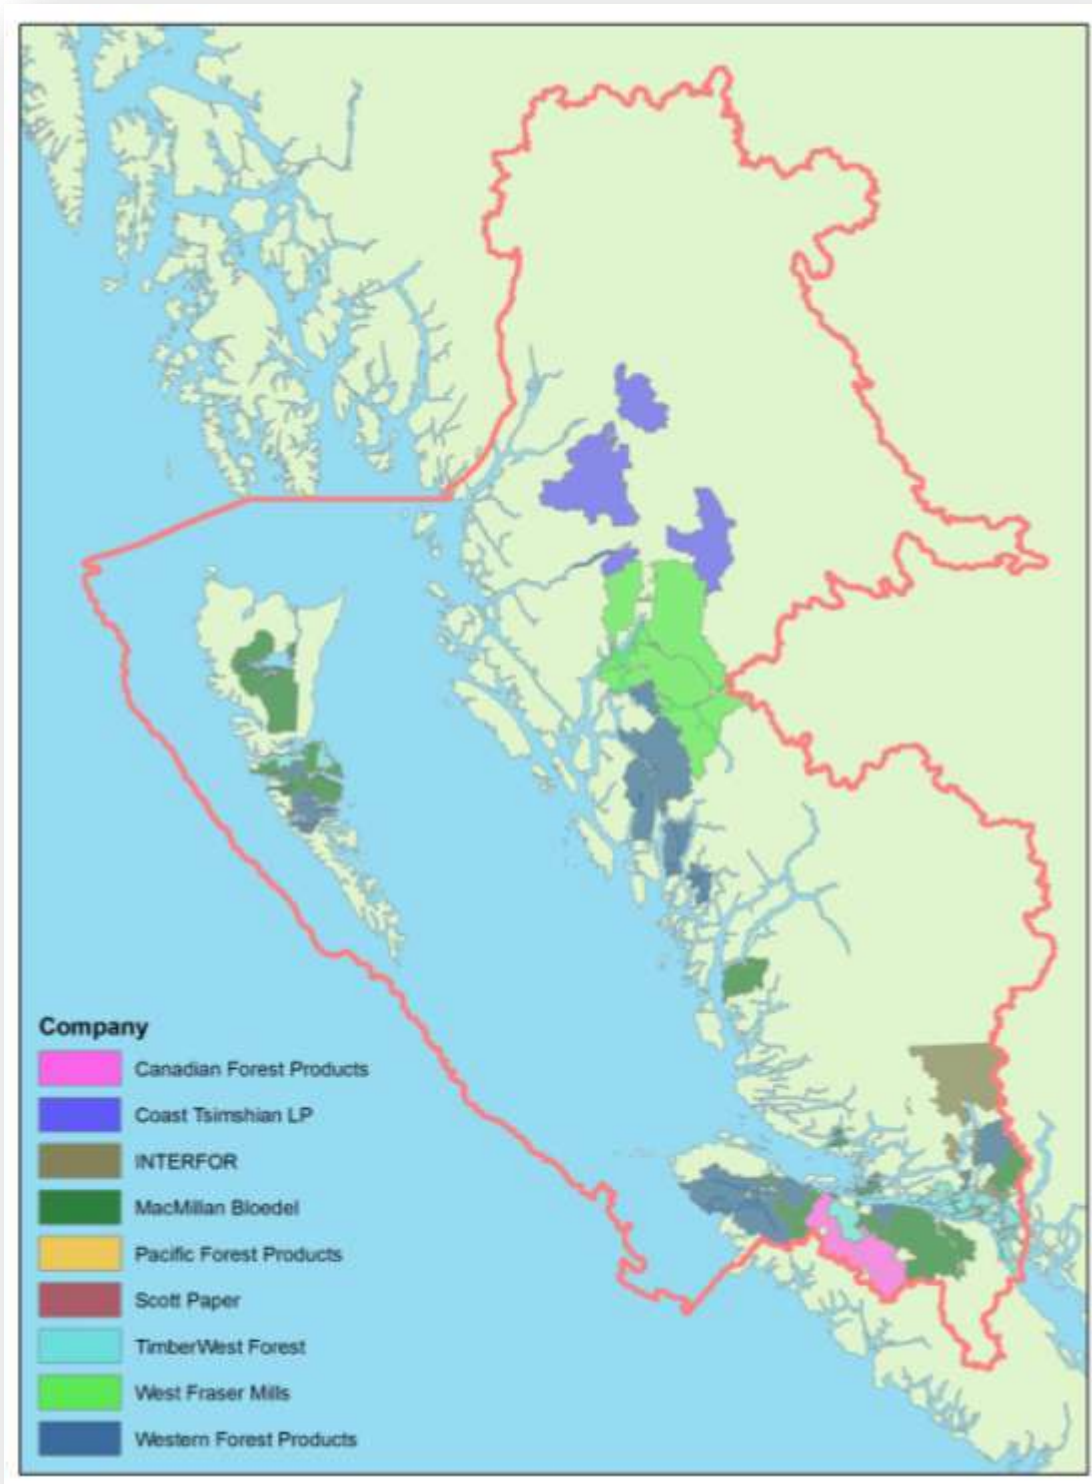 Company
Canadian Forest Products
Coast Tsimshian LP
INTERFOR
MacMillan Bloedel
Pacific Forest Products
Scott Paper
TimberWest Forest
West Fraser Mills
Western Forest Products